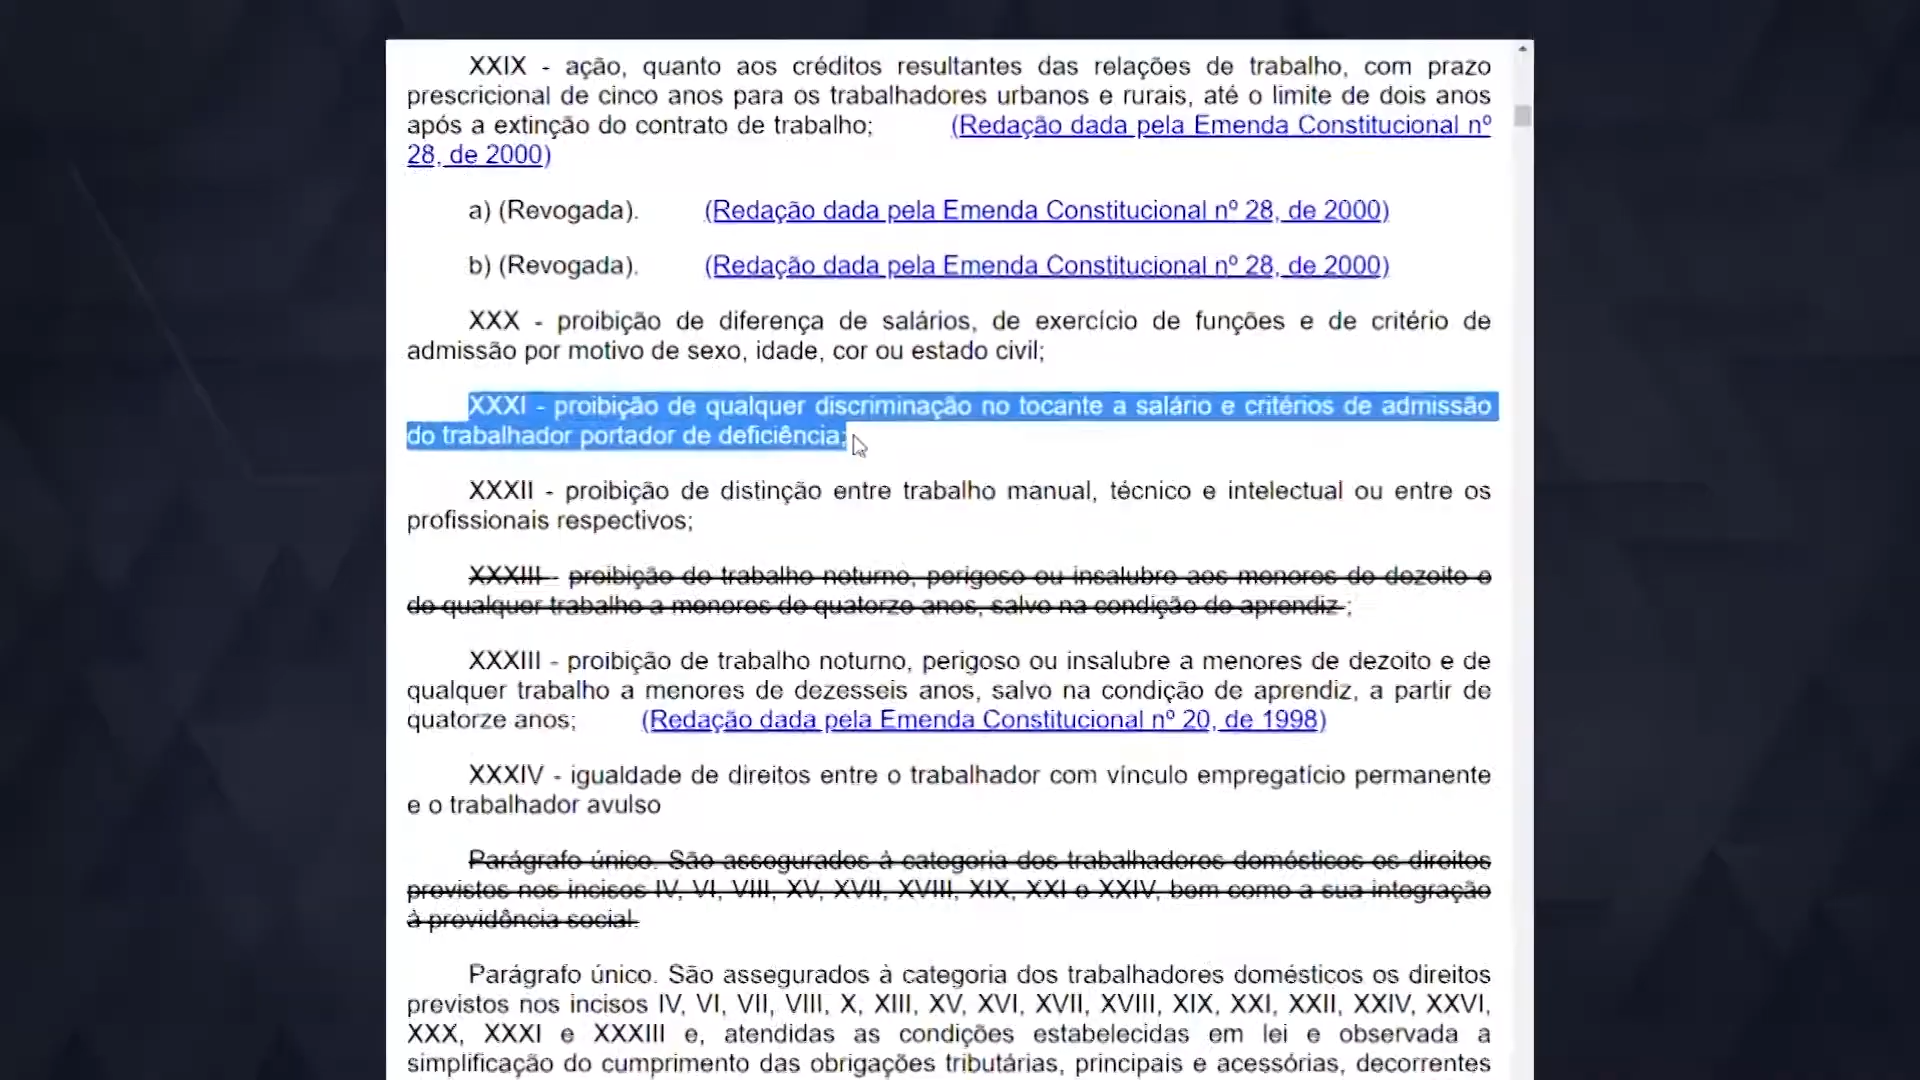 XXIX - ação, quanto aos créditos resultantes das relações de trabalho, com prazo
prescricional de cinco anos para os trabalhadores urbanos e rurais, até o limite de dois anos
após a extinção do contrato de trabalho; (Redação dada pela Emenda Constitucional nº
28, de 2000)
a) (Revogada). (Redação dada pela Emenda Constitucional nº 28, de 2000)
b) (Revogada). (Redação dada pela Emenda Constitucional nº 28, de 2000)
XXX - proibição de diferença de salários, de exercício de funções e de critério de
admissão por motivo de sexo, idade, cor ou estado civil;
XXXI - proibição de qualquer discriminação no tocante a salário e critérios de admissão
do trabalhador portador de deficiência;
XXXII - proibição de distinção entre trabalho manual, técnico e intelectual ou entre os
profissionais respectivos;
XXXIII - proibição de trabalho noturno, perigoso ou insalubre aos menores de dezoito e
de qualquer trabalho a menores de quatorze anos, salvo na condição de aprendiz ;
XXXIII - proibição de trabalho noturno, perigoso ou insalubre a menores de dezoito e de
qualquer trabalho a menores de dezesseis anos, salvo na condição de aprendiz, a partir de
quatorze anos; (Redação dada pela Emenda Constitucional nº 20, de 1998)
XXXIV - igualdade de direitos entre o trabalhador com vínculo empregatício permanente
e o trabalhador avulso
Parágrafo único. São assegurados à categoria dos trabalhadores domésticos os direitos
previstos nos incisos IV, VI, VIII, XV, XVII, XVIII, XIX, XXI e XXIV, bem como a sua integração
à previdência social.
Parágrafo único. São assegurados à categoria dos trabalhadores domésticos os direitos
previstos nos incisos IV, VI, VII, VIII, X, XIII, XV, XVI, XVII, XVIII, XIX, XXI, XXII, XXIV, XXVI,
XXX, XXXI e XXXIII e, atendidas as condições estabelecidas em lei e observada a
simplificação do cumprimento das obrigações tributárias, principais e acessórias, decorrentes